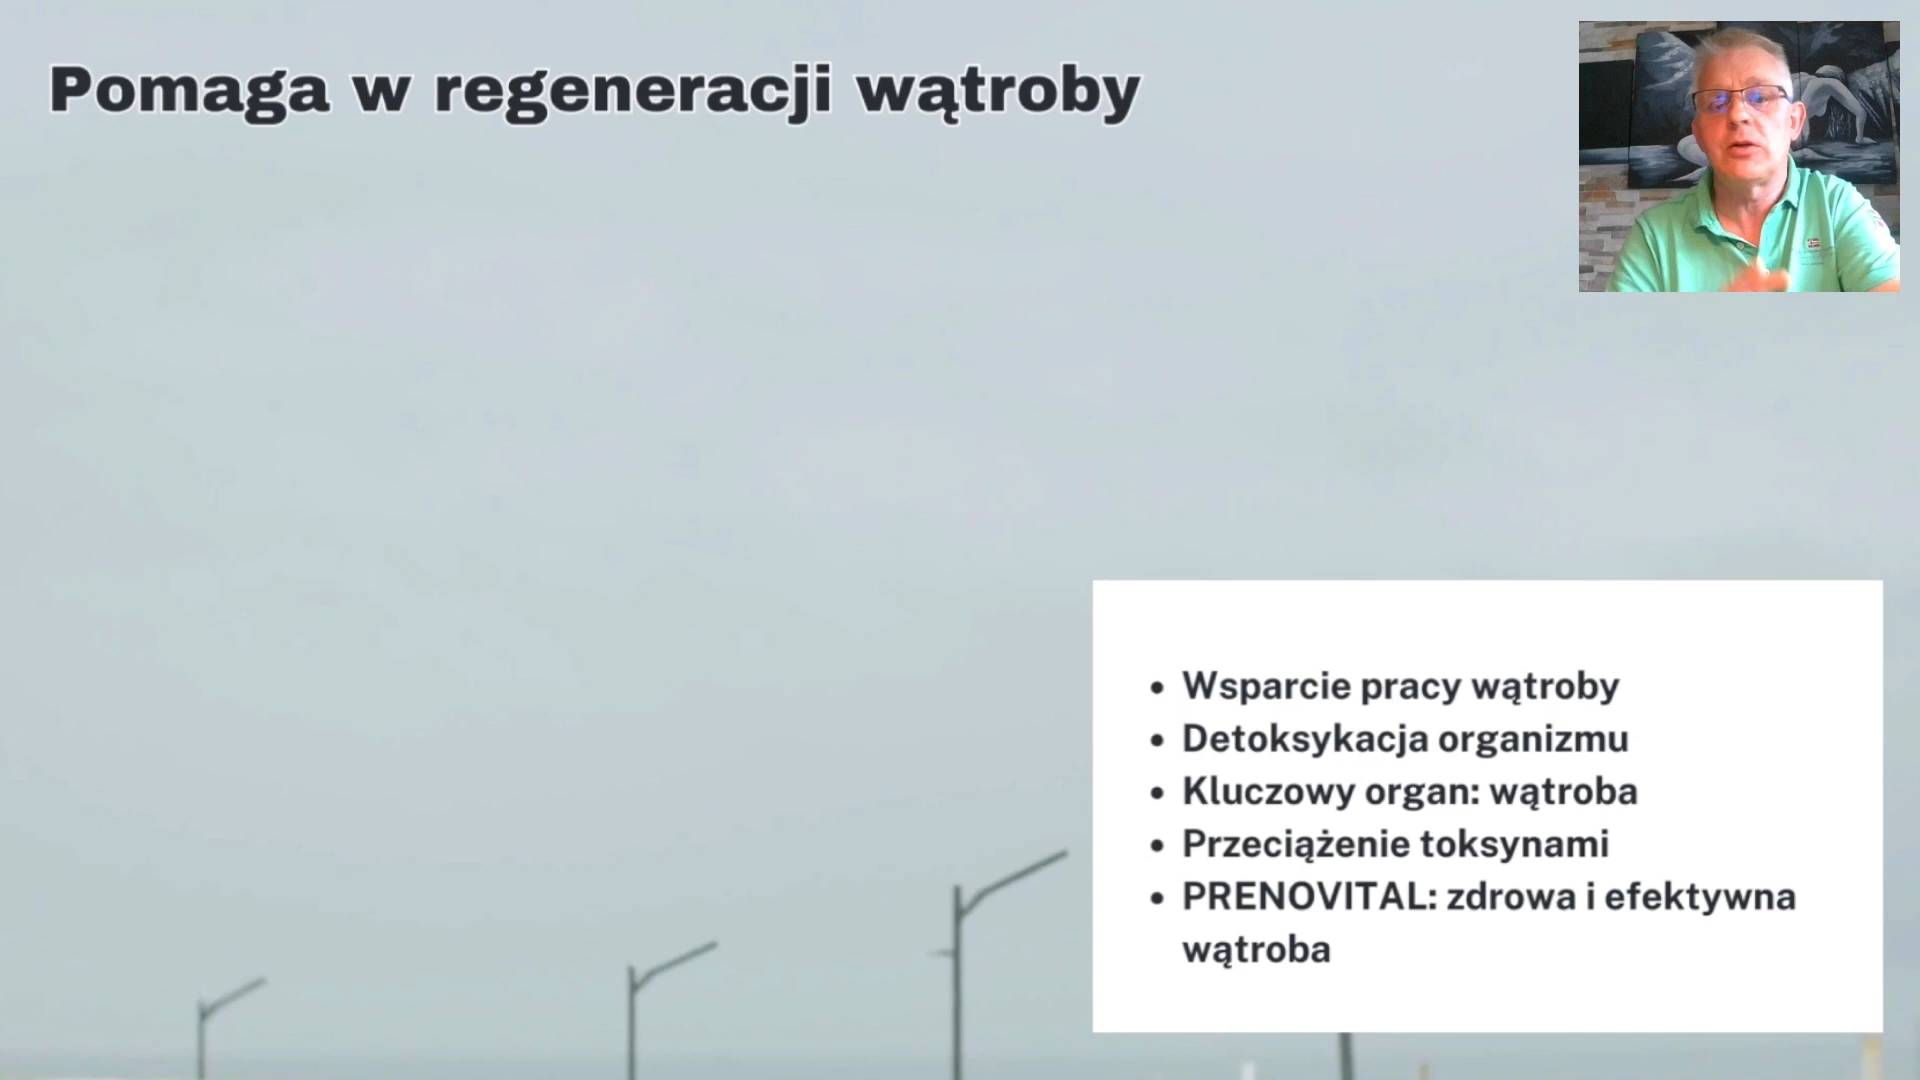 Pomaga w regeneracji wątroby
• Wsparcie pracy wątroby
• Detoksykacja organizmu
• Kluczowy organ: wątroba
• Przeciążenie toksynami
• PRENOVITAL: zdrowa i efektywna
wątroba